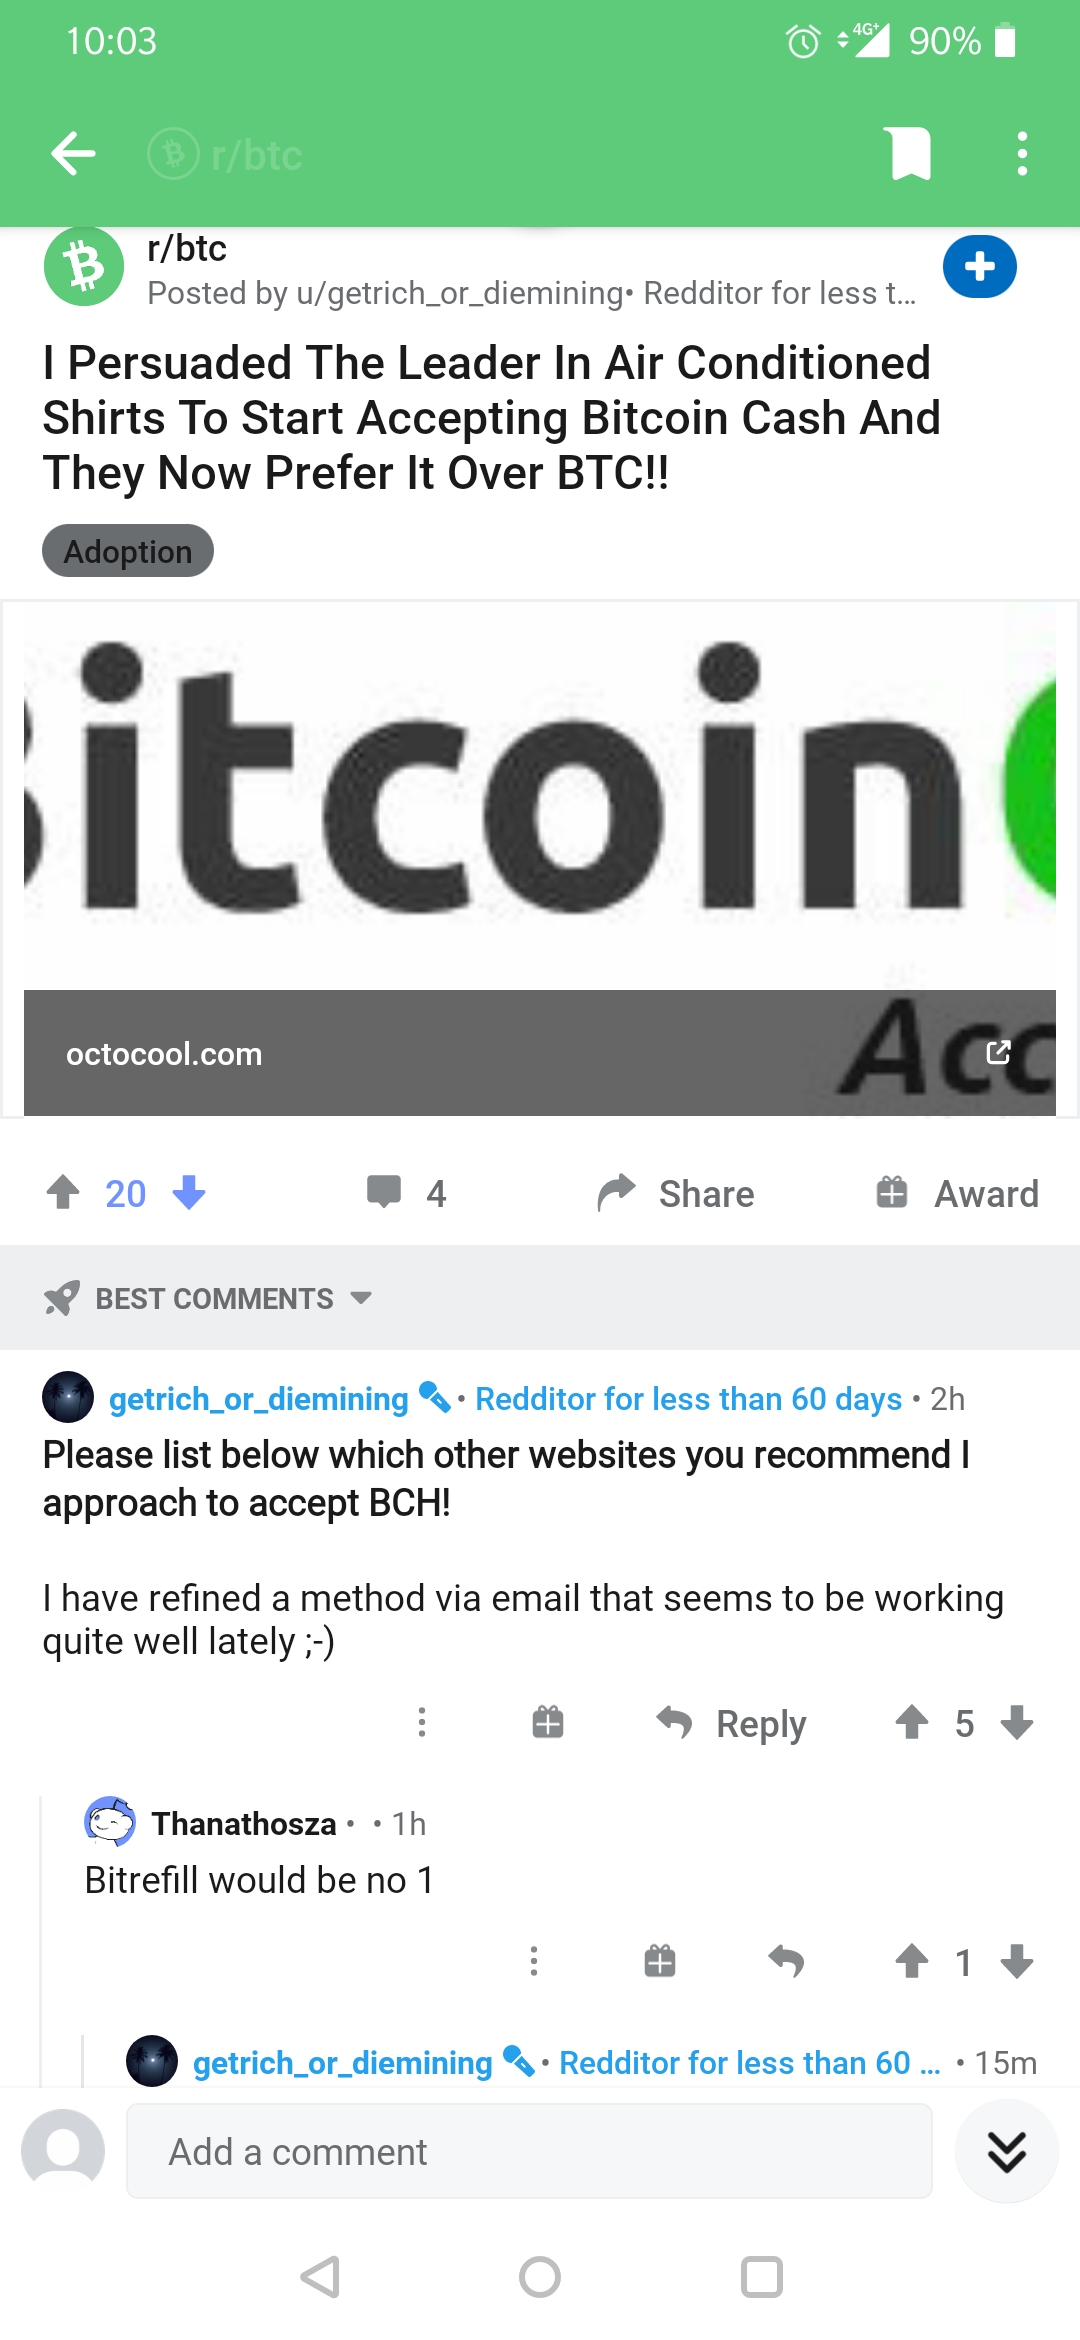 10:03
4G+ 90%
r/btc
r/btc
Posted by u/getrich_or_diemining• Redditor for less t...
I Persuaded The Leader In Air Conditioned
Shirts To Start Accepting Bitcoin Cash And
They Now Prefer It Over BTC!!
Adoption
itcoin
Acc
octocool.com
20 4 Share Award
BEST COMMENTS
getrich_or_diemining • Redditor for less than 60 days • 2h
Please list below which other websites you recommend I
approach to accept BCH!
I have refined a method via email that seems to be working
quite well lately ;-)
Reply 5
Thanathosza • • 1h
Bitrefill would be no 1
1
getrich_or_diemining • Redditor for less than 60 ... • 15m
Add a comment